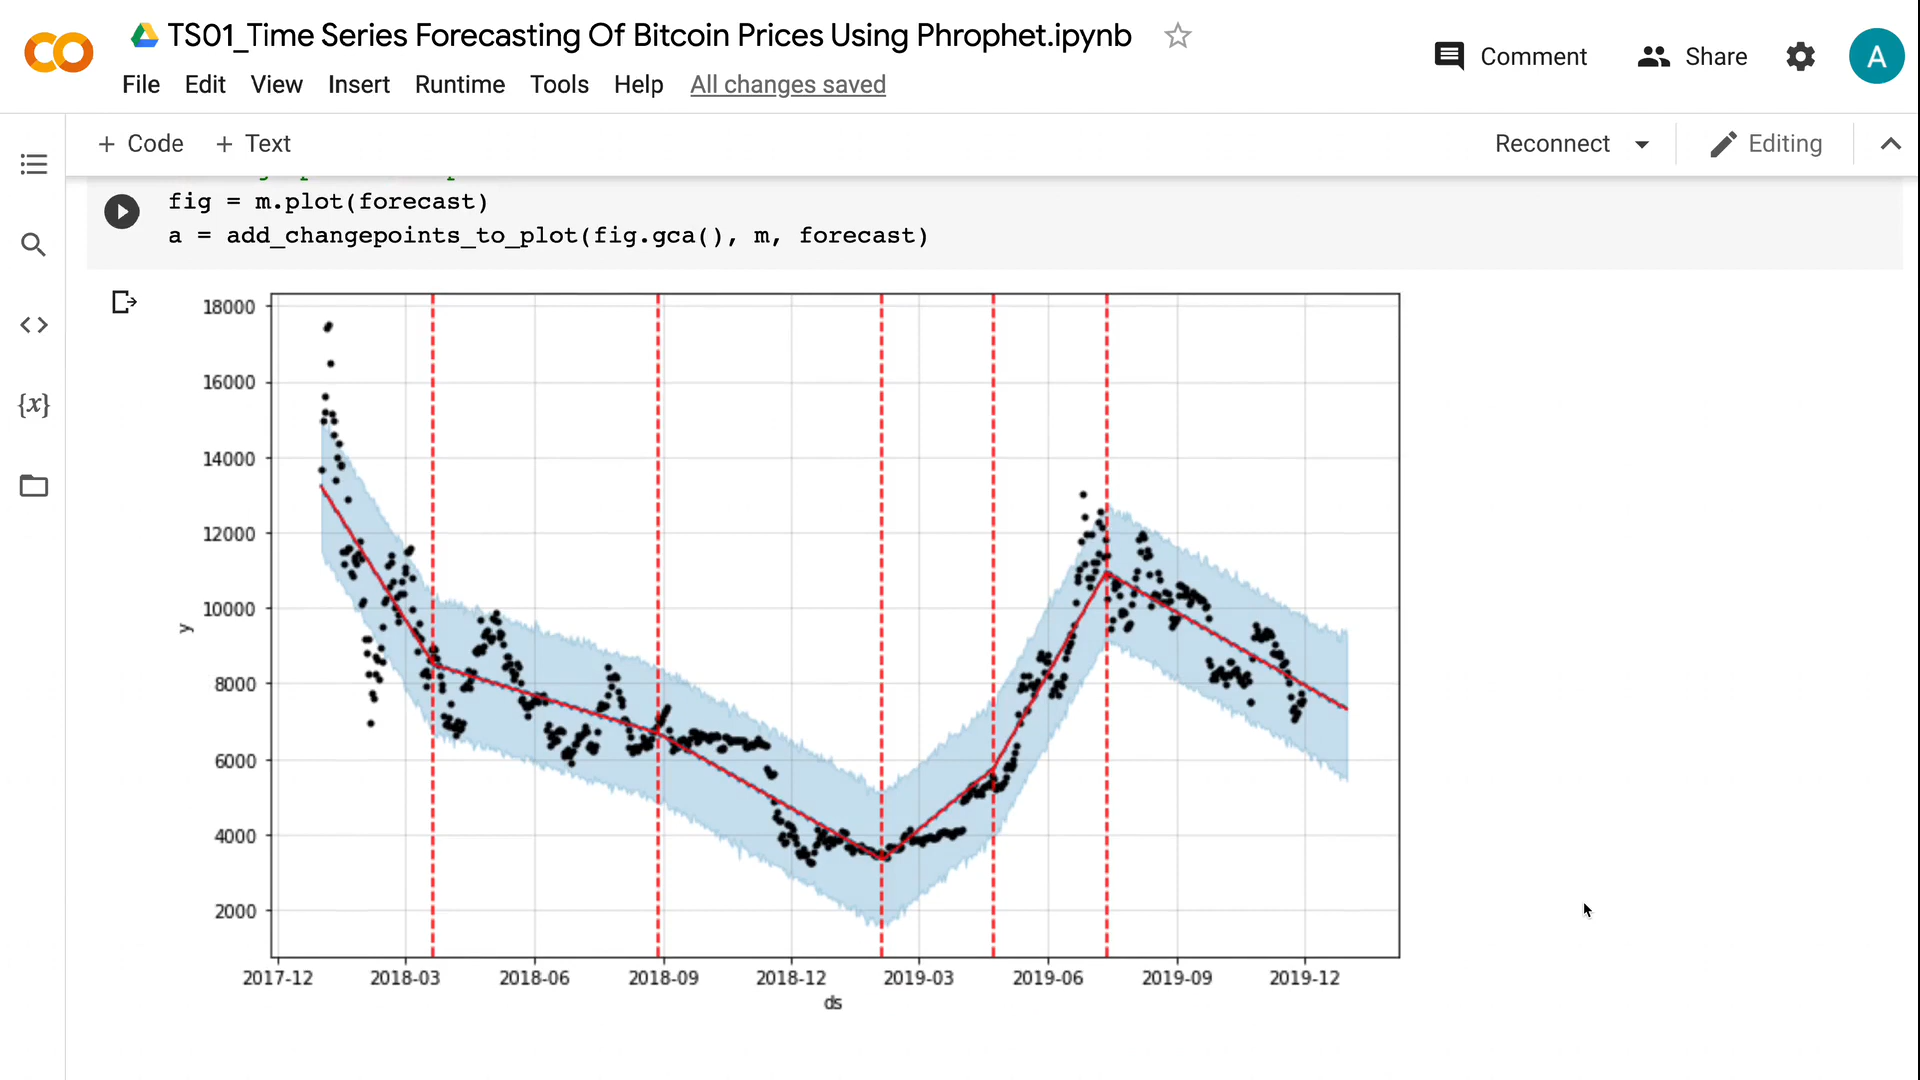 TS01_Time Series Forecasting Of Bitcoin Prices Using Phrophet.ipynb
Comment
Share
A
File Edit View Insert Runtime Tools Help All changes saved
+ Code + Text
Reconnect
Editing
{x}
fig = m.plot(forecast)
a = add_changepoints_to_plot(fig.gca(), m, forecast)
18000
16000
14000
12000
10000
8000
6000
4000
2000
y
2017-12 2018-03 2018-06 2018-09 2018-12 2019-03 2019-06 2019-09 2019-12
ds